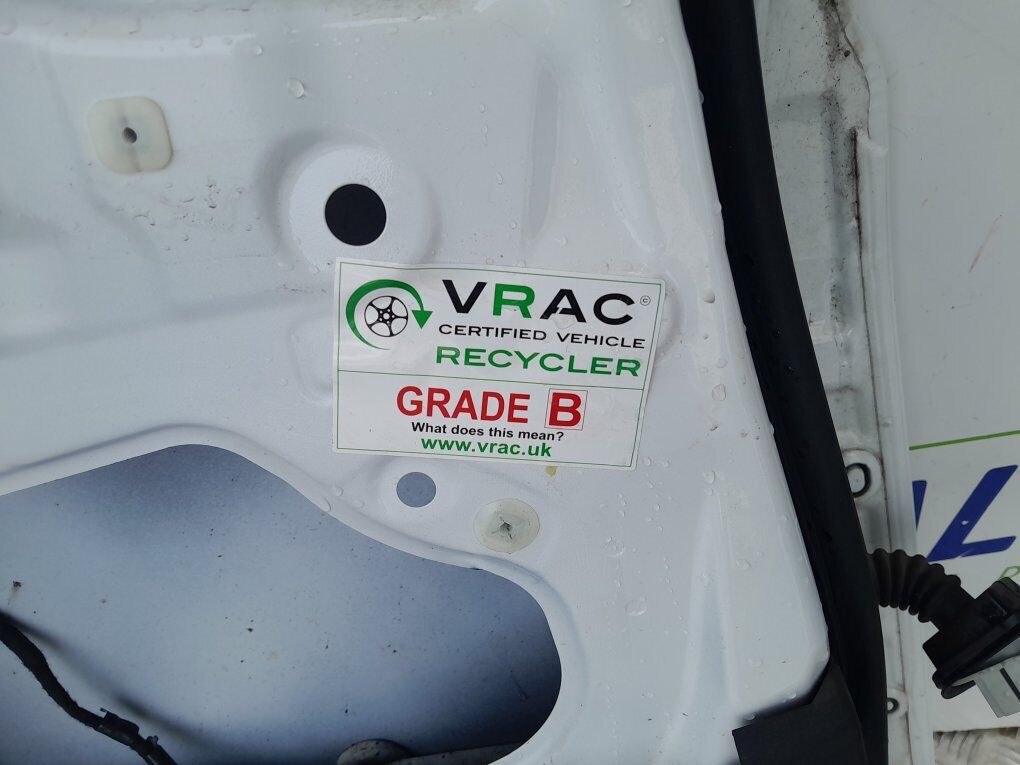 VRAC©
CERTIFIED VEHICLE
RECYCLER
GRADE B
What does this mean?
www.vrac.uk